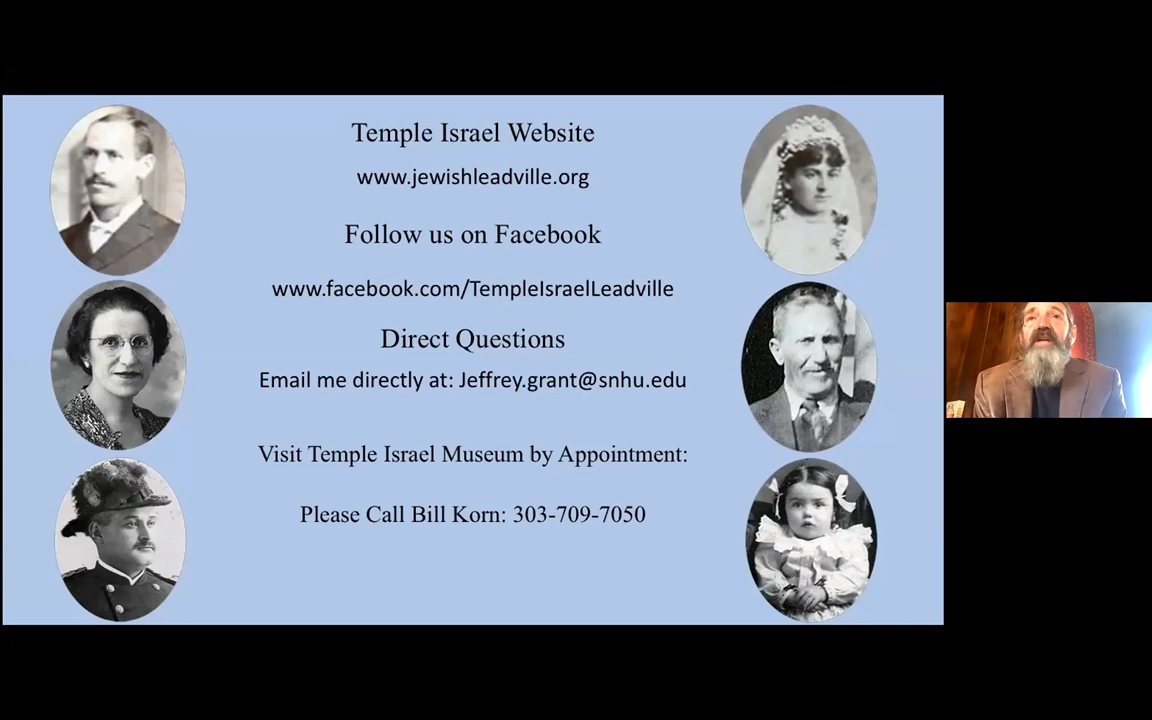 Temple Israel Website
www.jewishleadville.org
Follow us on Facebook
www.facebook.com/TempleIsraelLeadville
Direct Questions
Email me directly at: Jeffrey.grant@snhu.edu
Visit Temple Israel Museum by Appointment:
Please Call Bill Korn: 303-709-7050